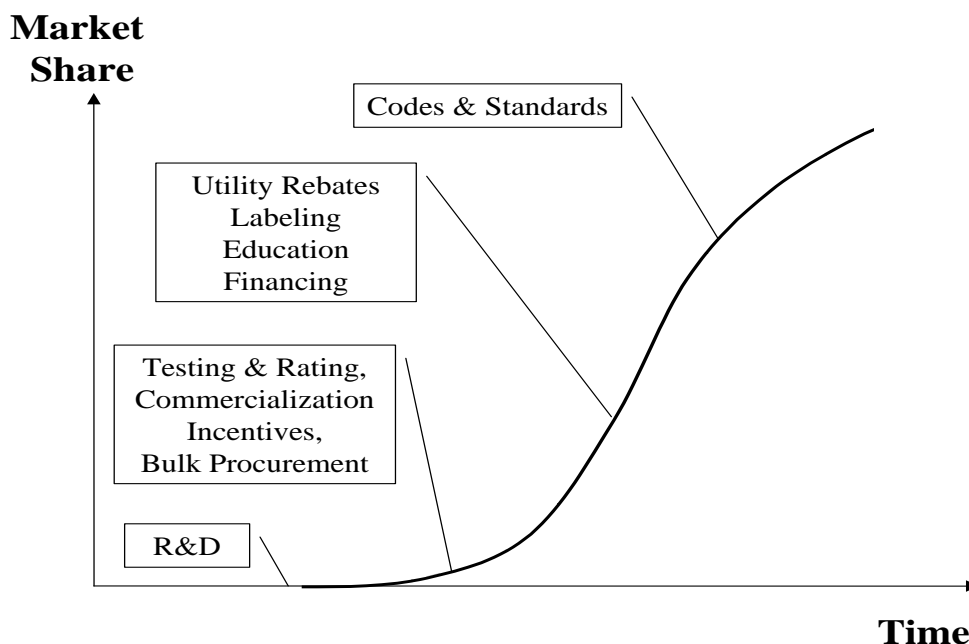 Market
Share
Codes & Standards
Utility Rebates
Labeling
Education
Financing
Testing & Rating,
Commercialization
Incentives,
Bulk Procurement
R&D
Time